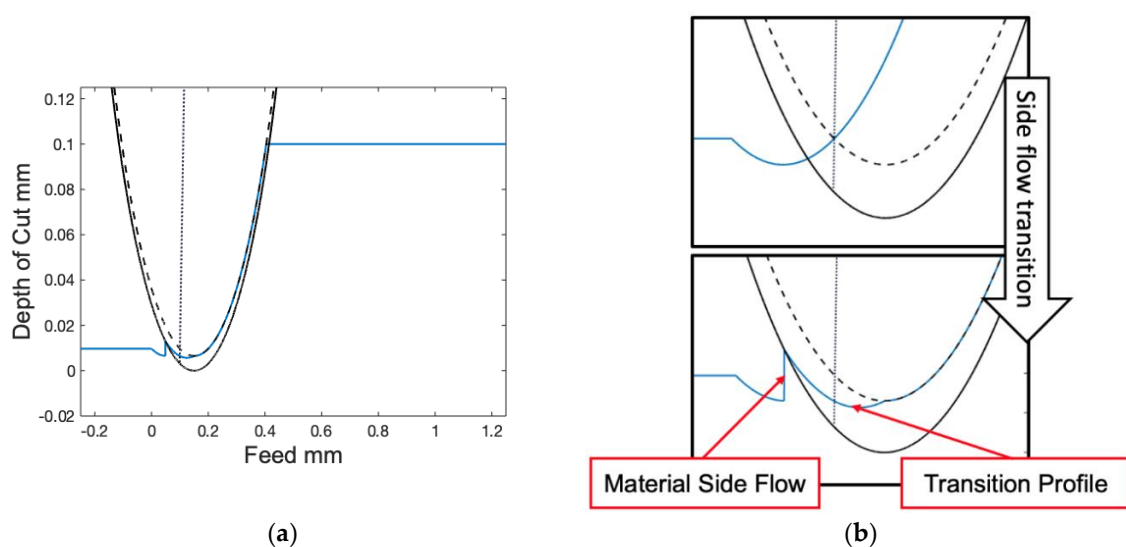 0.12
0.1
0.08
0.06
0.04
0.02
0
-0.02
Depth of Cut mm
-0.2 0 0.2 0.4 0.6 0.8 1 1.2
Feed mm
(a)
Side flow transition
Material Side Flow
Transition Profile
(b)